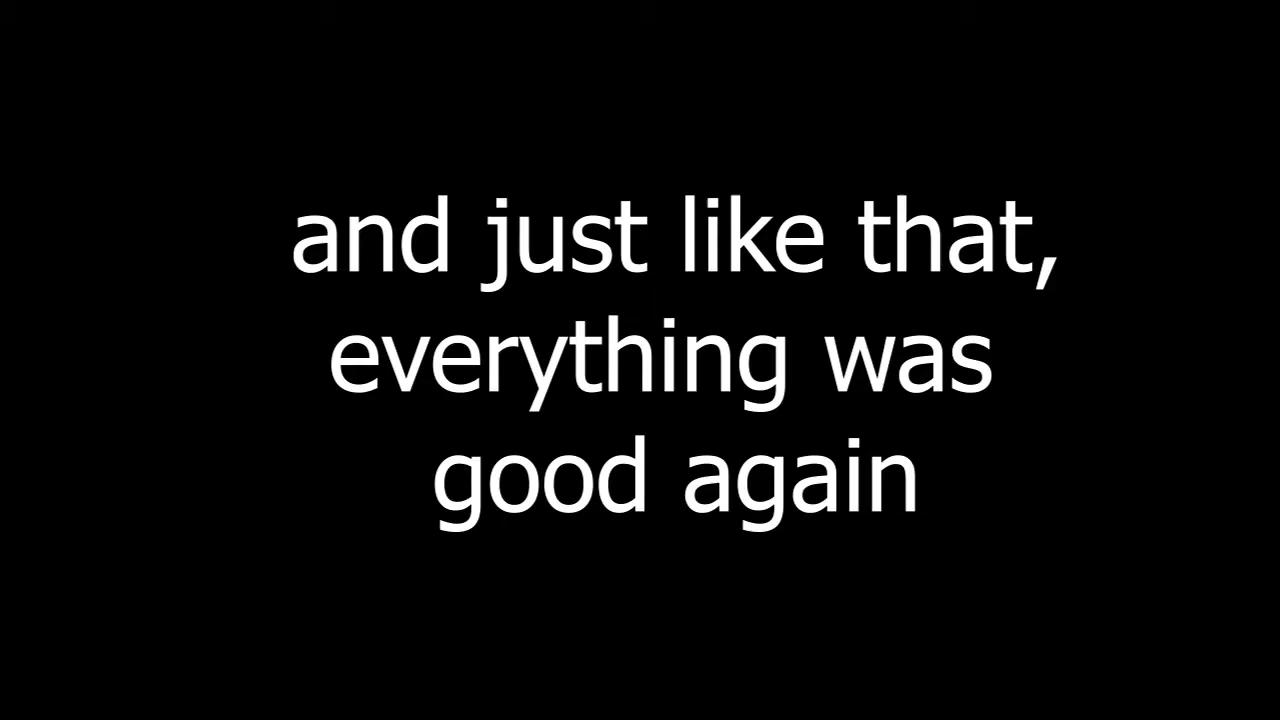 and just like that,
everything was
good again